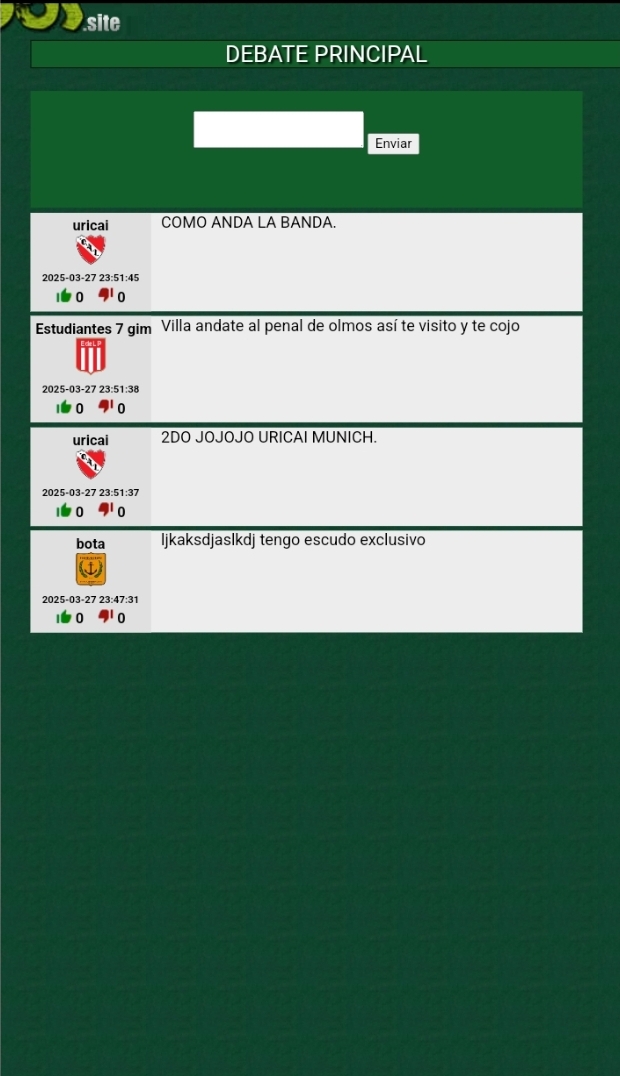 .site
DEBATE PRINCIPAL
Enviar
uricai
COMO ANDA LA BANDA.
2025-03-27 23:51:45
0 0
Estudiantes 7 gim
Villa andate al penal de olmos así te visito y te cojo
EdeLP
2025-03-27 23:51:38
0 0
uricai
2DO JOJOJO URICAI MUNICH.
2025-03-27 23:51:37
0 0
bota
ljkaksdjaslkdj tengo escudo exclusivo
2025-03-27 23:47:31
0 0